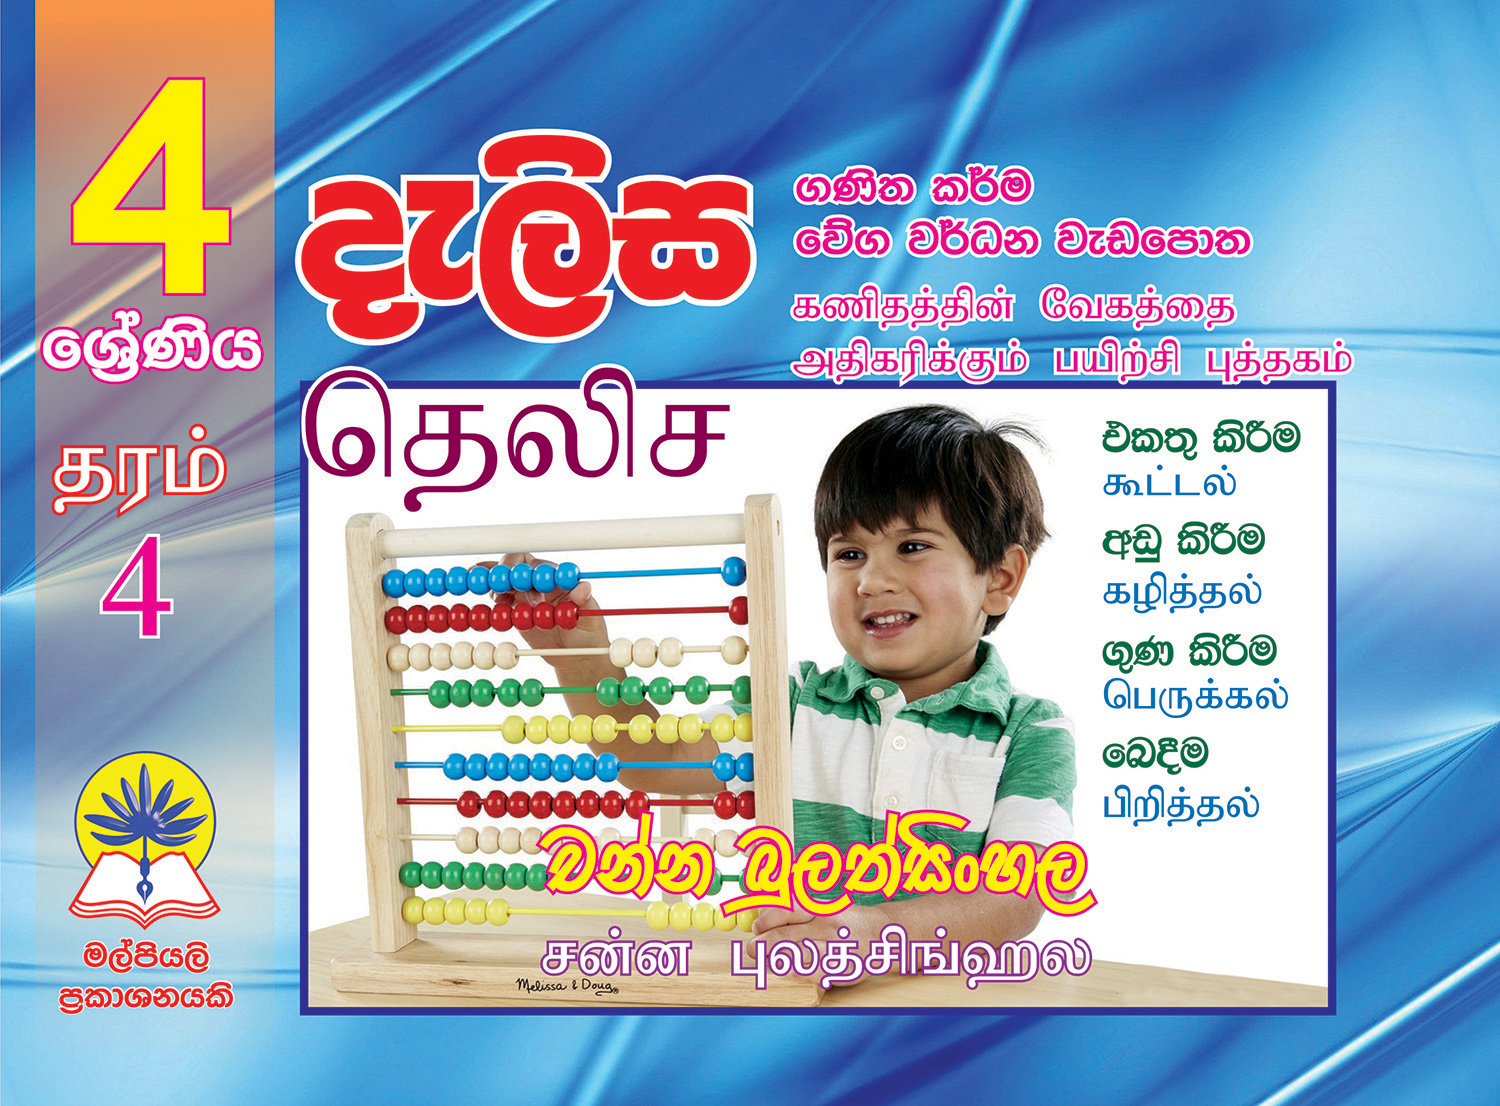 4
ශ්‍රේණිය
தரம்
4
මල්පියලි
ප්‍රකාශනයකි
දැලිස
தெலிச
ගණිත කර්ම
වේග වර්ධන වැඩපොත
கணிதத்தின் வேகத்தை
அதிகரிக்கும் பயிற்சி புத்தகம்
එකතු කිරීම
கூட்டல்
අඩු කිරීම
கழித்தல்
ගුණ කිරීම
பெருக்கல்
බෙදීම
பிறித்தல்
චන්න බුලත්සිංහල
சன்ன புலத்சிங்ஹல
Melissa & Doug®